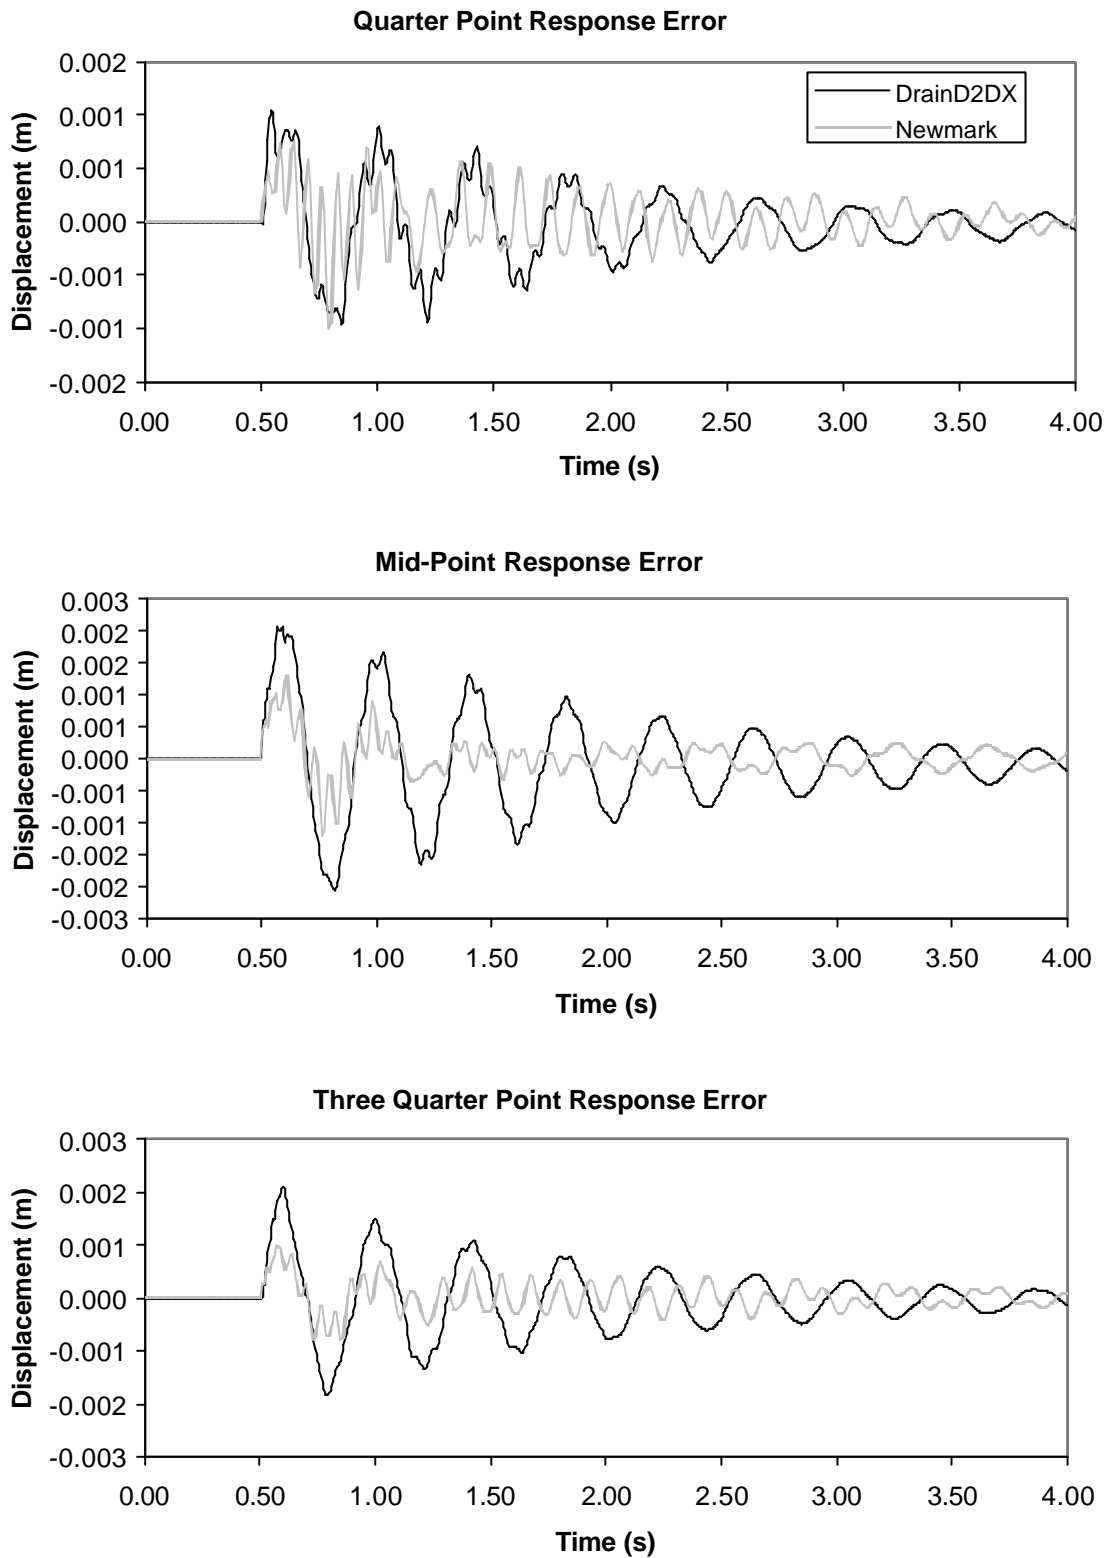 Quarter Point Response Error
0.002
0.001
0.001
0.000
-0.001
-0.001
-0.002
Displacement (m)
DrainD2DX
Newmark
0.00 0.50 1.00 1.50 2.00 2.50 3.00 3.50 4.00
Time (s)
Mid-Point Response Error
0.003
0.002
0.002
0.001
0.001
0.000
-0.001
-0.001
-0.002
-0.002
-0.003
Displacement (m)
0.00 0.50 1.00 1.50 2.00 2.50 3.00 3.50 4.00
Time (s)
Three Quarter Point Response Error
0.003
0.002
0.001
0.000
-0.001
-0.002
-0.003
Displacement (m)
0.00 0.50 1.00 1.50 2.00 2.50 3.00 3.50 4.00
Time (s)